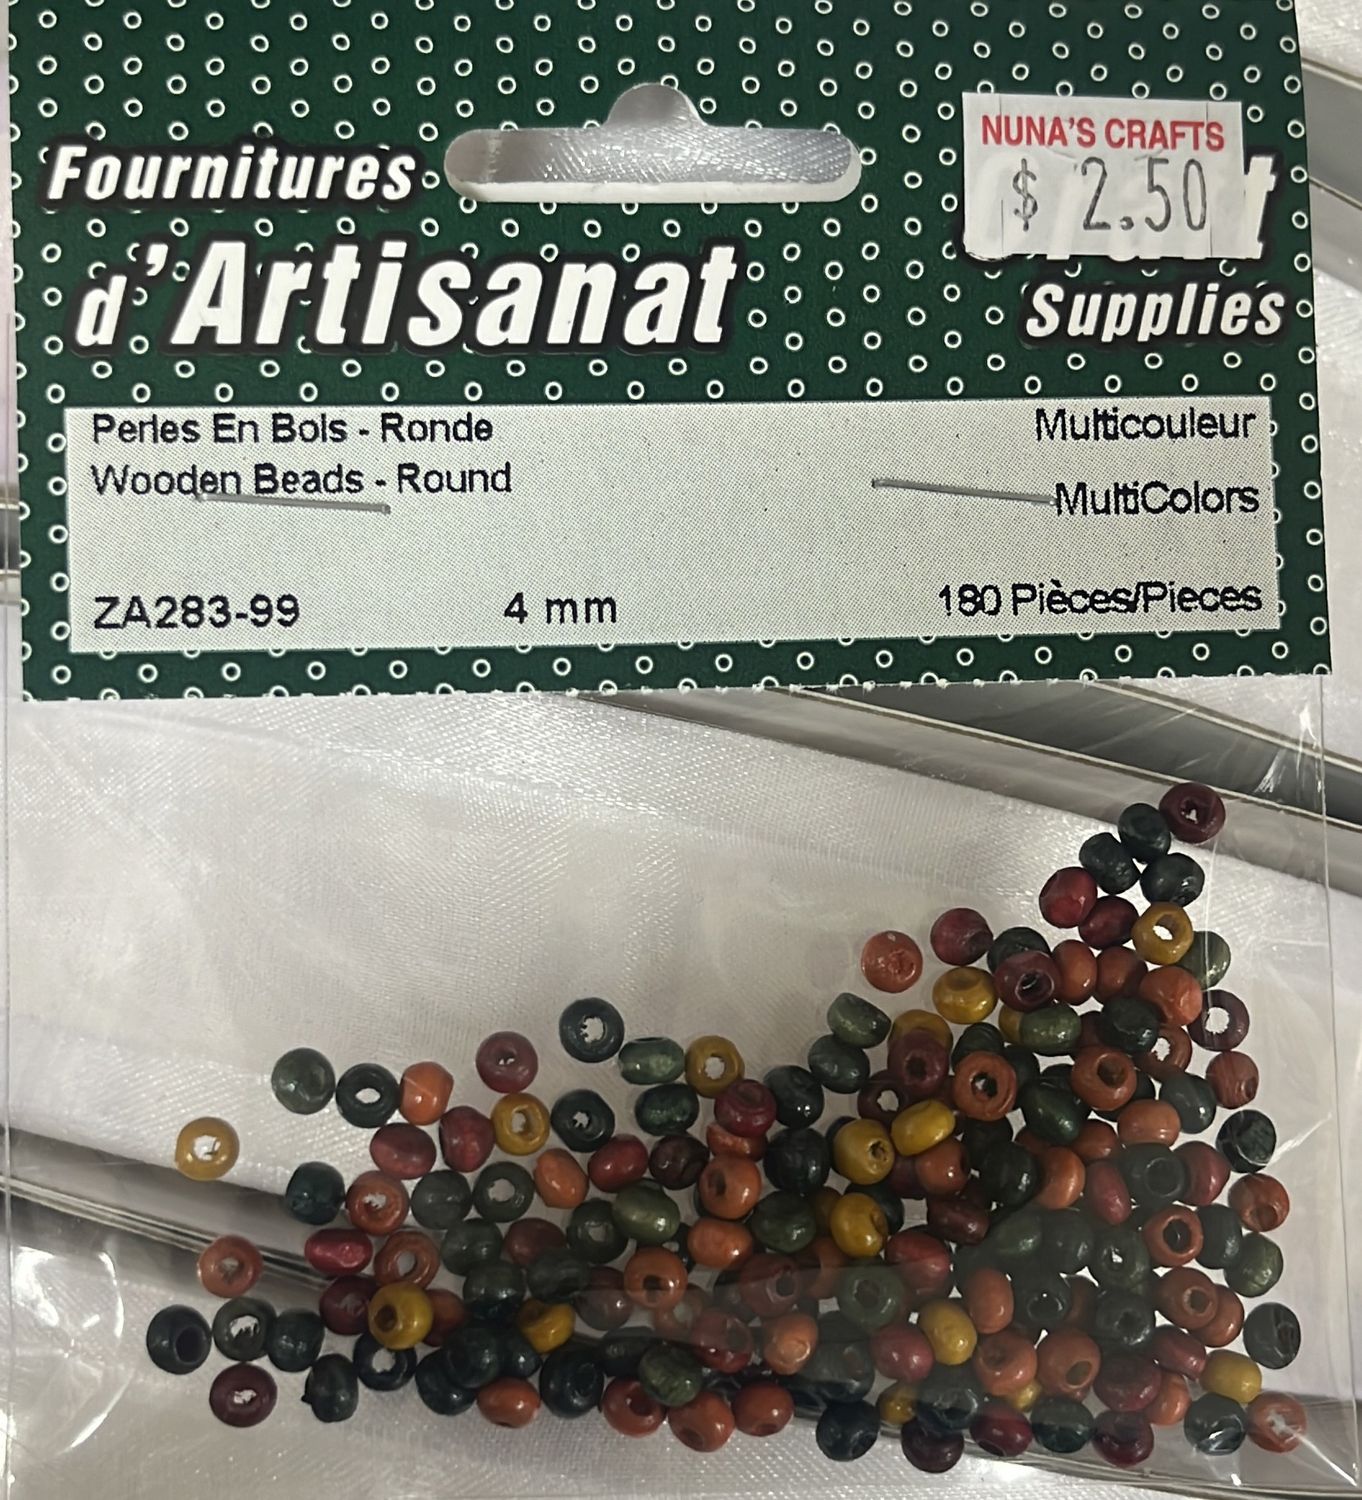 Fournitures
d'Artisanat
NUNA'S CRAFTS
$ 2.50
Supplies
Perles En Bois - Ronde
Multicouleur
Wooden Beads - Round
MultiColors
ZA283-99
4 mm
180 Pièces/Pieces